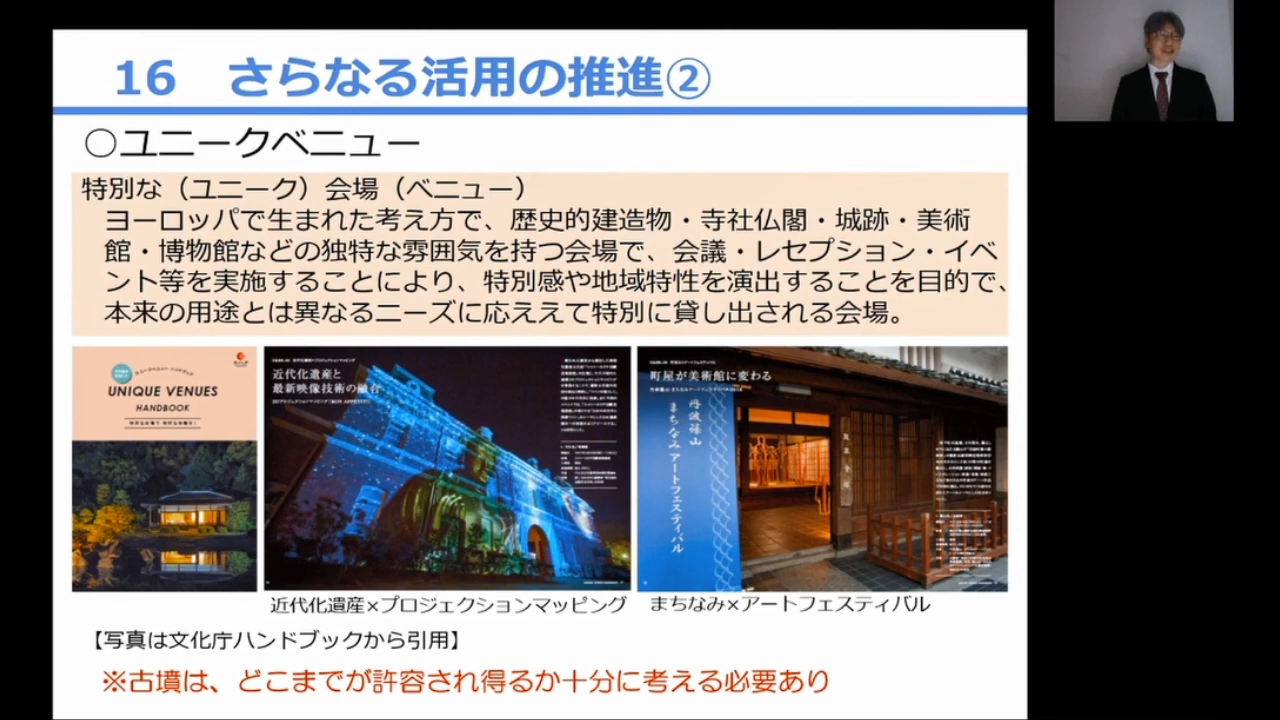 16 さらなる活用の推進②
○ユニークベニュー
特別な（ユニーク）会場（ベニュー）
ヨーロッパで生まれた考え方で、歴史的建造物・寺社仏閣・城跡・美術
館・博物館などの独特な雰囲気を持つ会場で、会議・レセプション・イベ
ント等を実施することにより、特別感や地域特性を演出することを目的で、
本来の用途とは異なるニーズに応ええて特別に貸し出される会場。
UNIQUE VENUES
HANDBOOK
近代化遺産と
最新映像技術の融合
町屋が美術館に変わる
丹波篠山
まちなみアートフェスティバル
近代化遺産×プロジェクションマッピング
まちなみ×アートフェスティバル
【写真は文化庁ハンドブックから引用】
※古墳は、どこまでが許容され得るか十分に考える必要あり